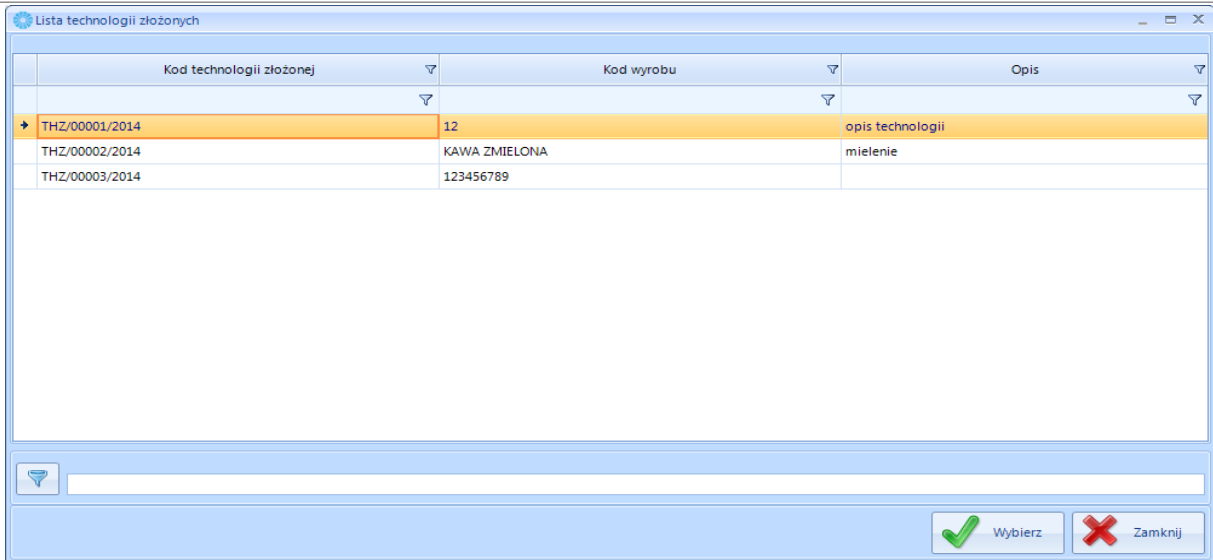 Lista technologii złożonych
Kod technologii złożonej Kod wyrobu Opis
THZ/00001/2014 12 opis technologii
THZ/00002/2014 KAWA ZMIELONA mielenie
THZ/00003/2014 123456789
Wybierz Zamknij